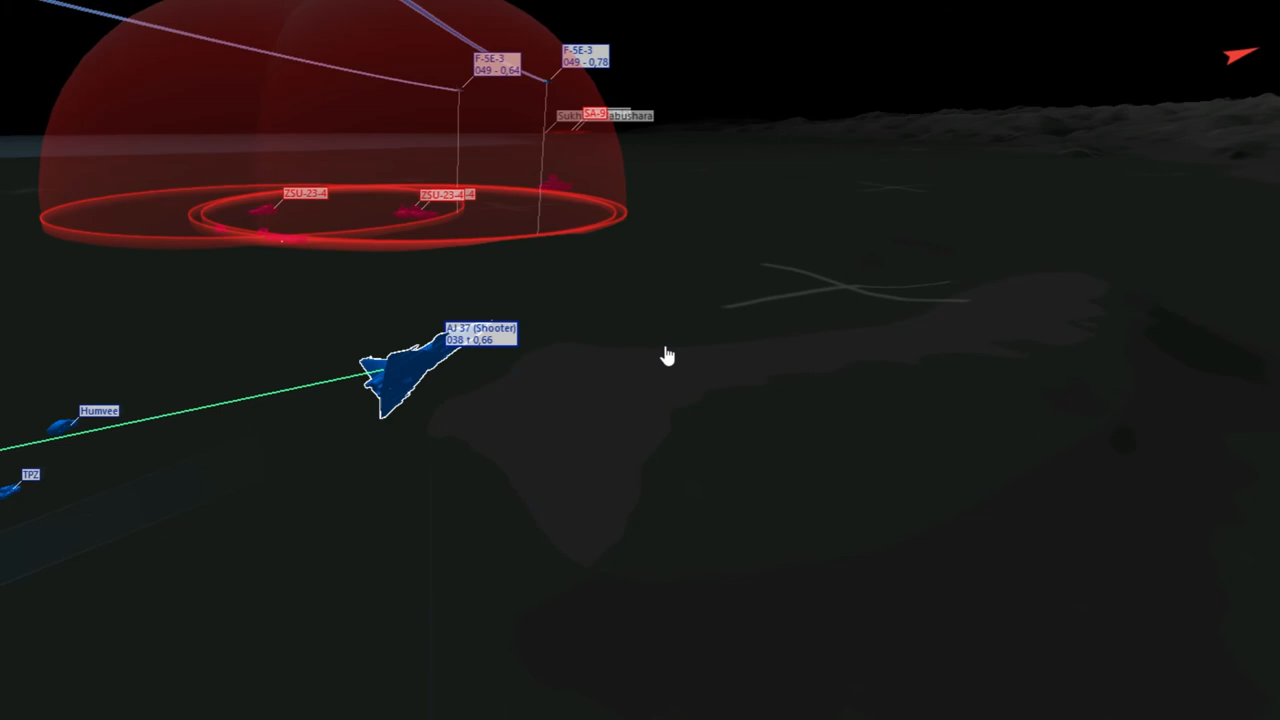 F-5E-3
049 - 0,64
F-5E-3
049 - 0,78
SA-9
abushara
ZSU-23-4
ZSU-23-4
AJ 37 (Shooter)
038 t 0,66
Humvee
TPZ